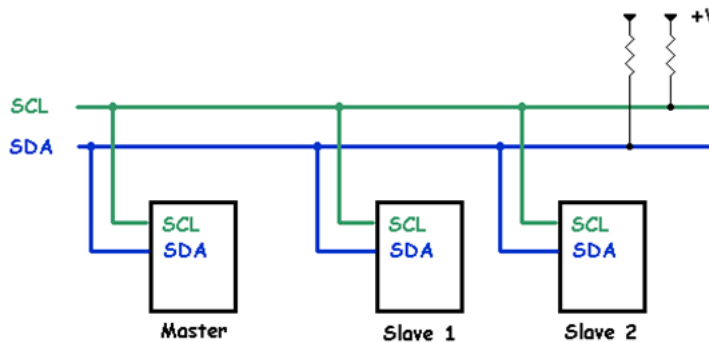 +V
SCL
SDA
SCL
SDA
SCL
SDA
SCL
SDA
Master
Slave 1
Slave 2